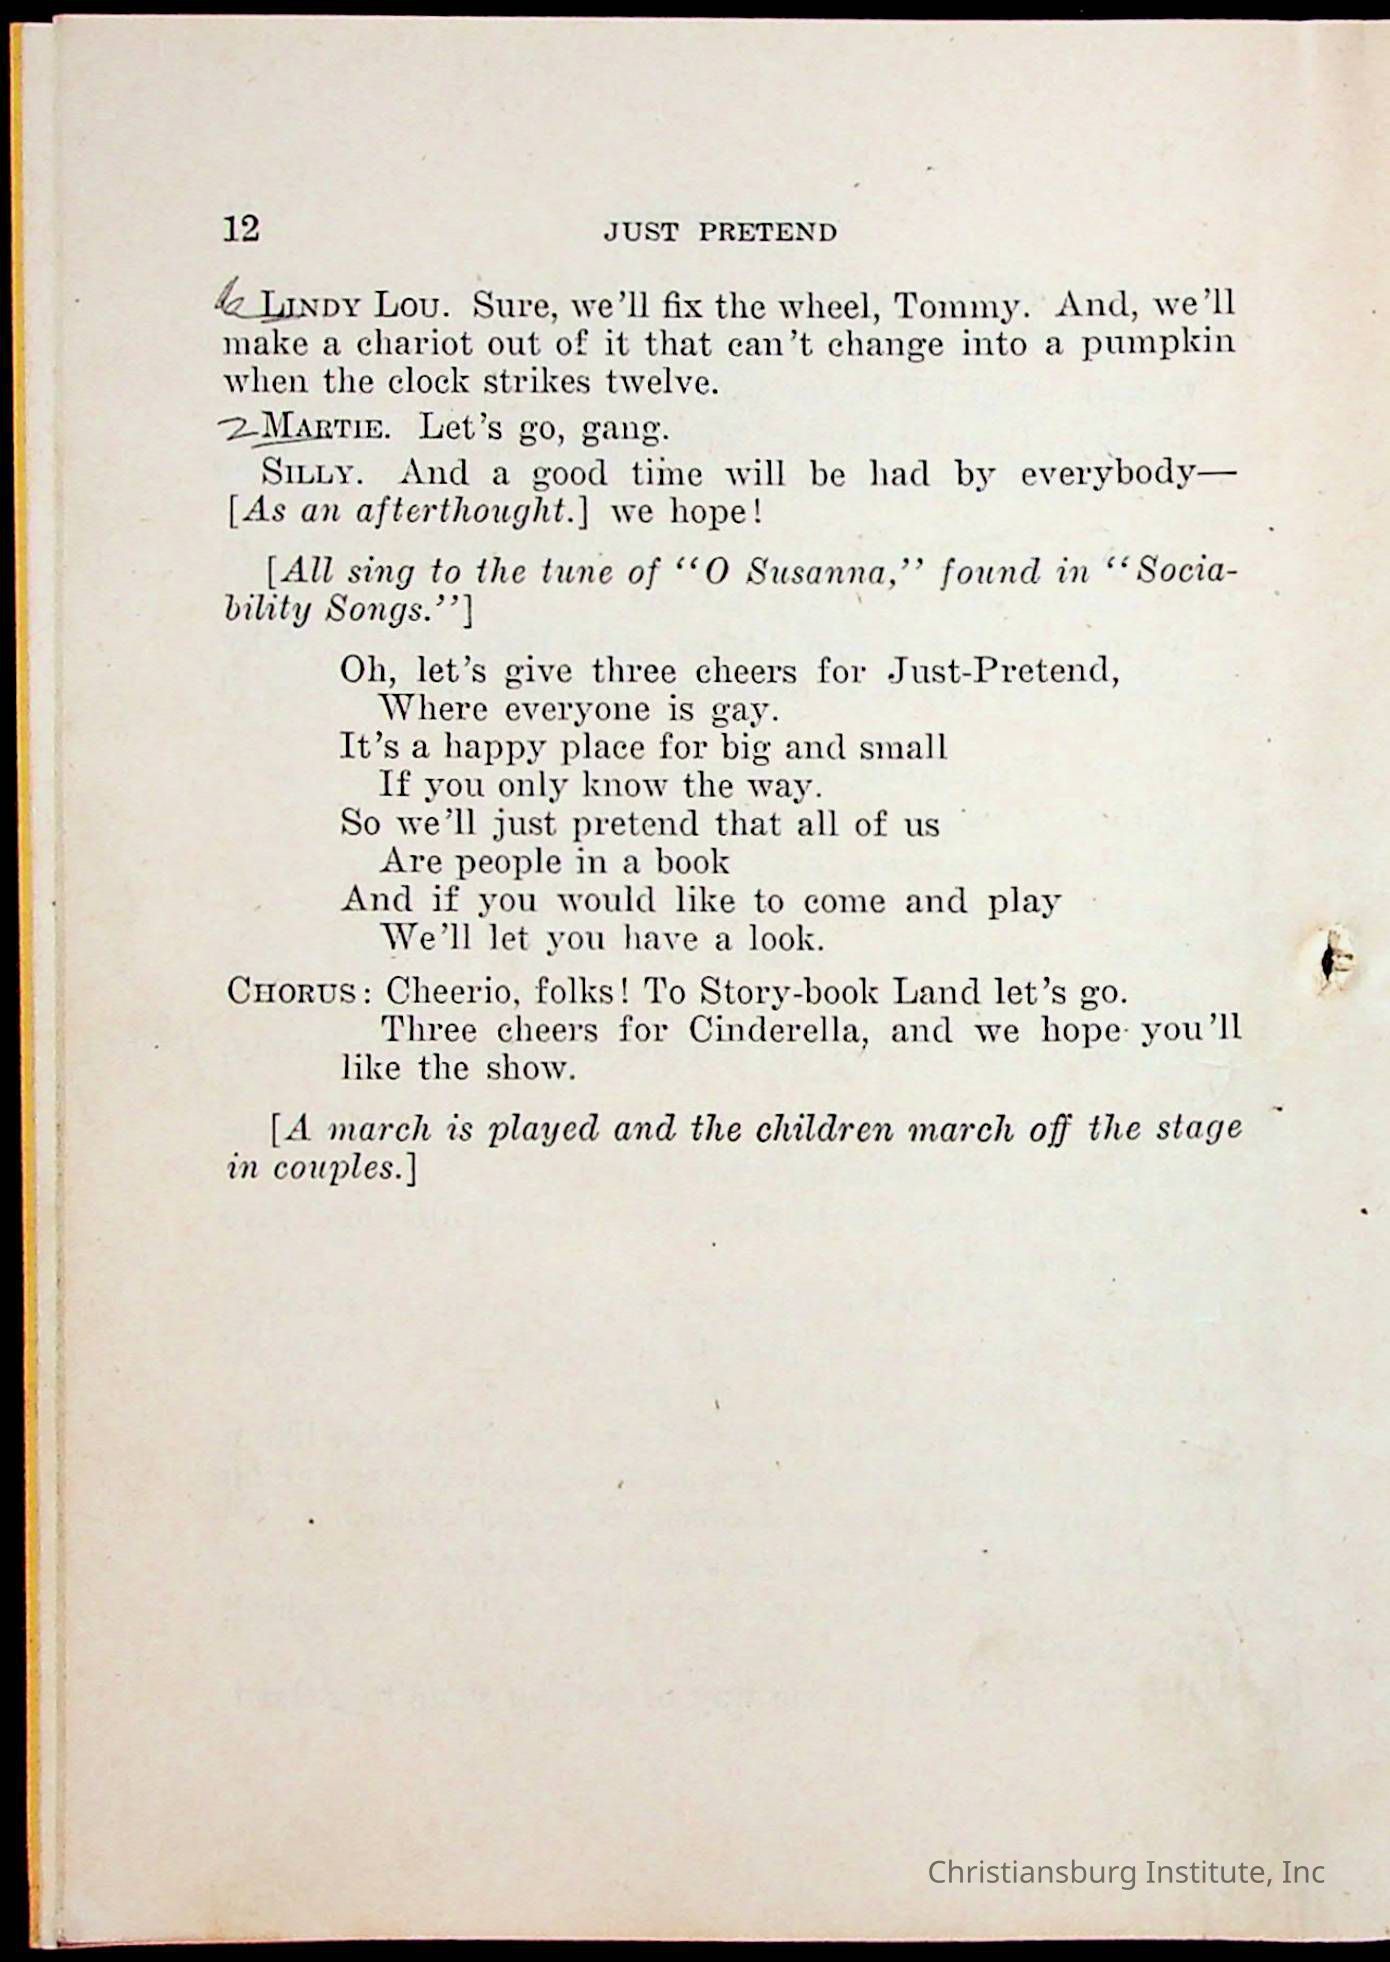 12 JUST PRETEND
6 LINDY LOU. Sure, we'll fix the wheel, Tommy. And, we'll
make a chariot out of it that can't change into a pumpkin
when the clock strikes twelve.
2 MARTIE. Let's go, gang.
SILLY. And a good time will be had by everybody—
[As an afterthought.] we hope!
[All sing to the tune of "O Susanna," found in "Socia-
bility Songs."]
Oh, let's give three cheers for Just-Pretend,
Where everyone is gay.
It's a happy place for big and small
If you only know the way.
So we'll just pretend that all of us
Are people in a book
And if you would like to come and play
We'll let you have a look.
CHORUS: Cheerio, folks! To Story-book Land let's go.
Three cheers for Cinderella, and we hope you'll
like the show.
[A march is played and the children march off the stage
in couples.]
Christiansburg Institute, Inc